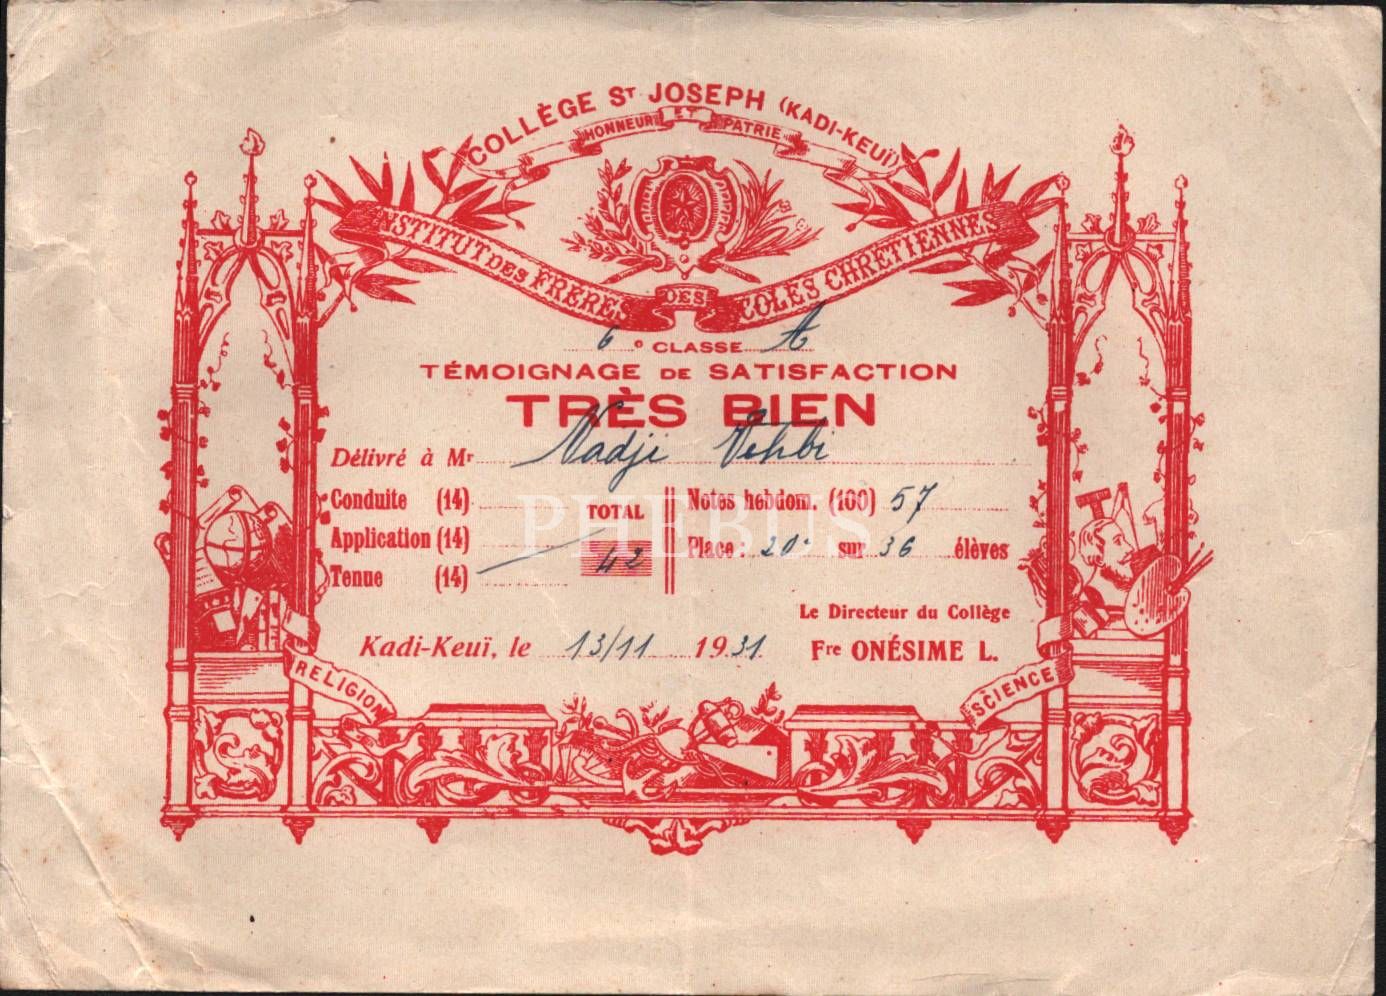 COLLÈGE ST JOSEPH (KADI-KEUÏ)
HONNEUR ET PATRIE
INSTITUT DES FRÈRES DES ECOLES CHRÉTIENNES
6e CLASSE A
TÉMOIGNAGE DE SATISFACTION
TRÈS BIEN
Délivré à Mr Nadji Vehbi
Conduite (14)
Application (14)
Tenue (14)
TOTAL
42
Notes hebdom. (100) 57
Place : 20e sur 36 élèves
Le Directeur du Collège
Kadi-Keuï, le 13/11 1931
Fre ONÉSIME L.
RELIGION
SCIENCE
PHEBUS